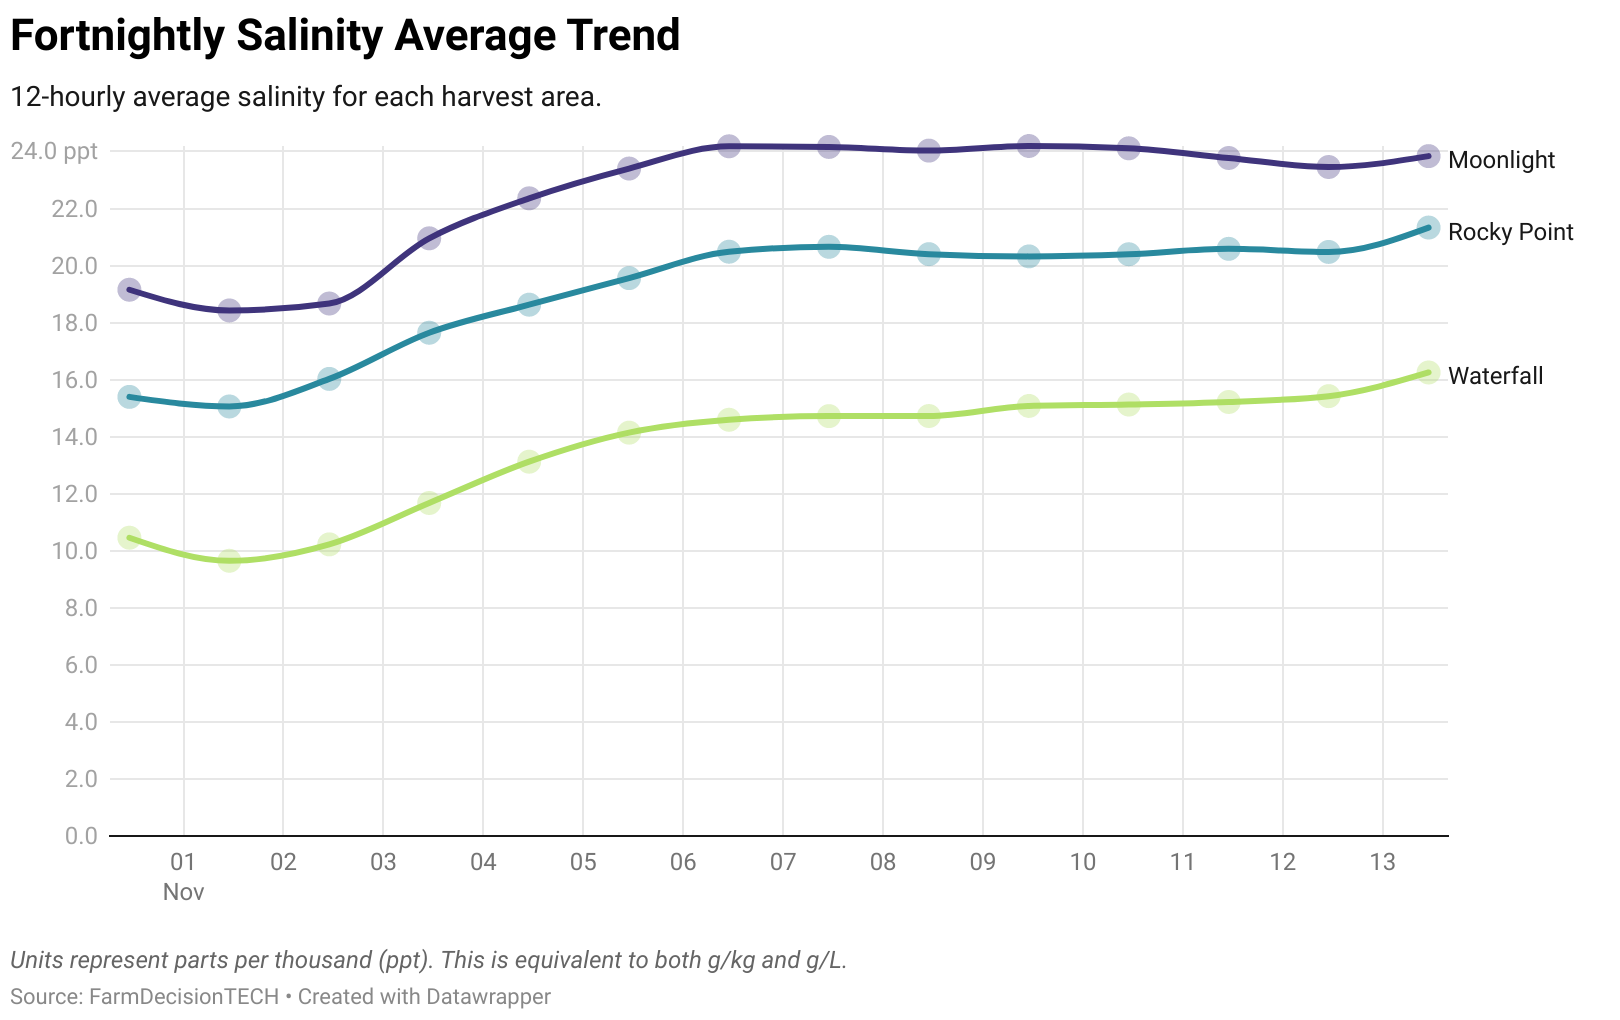 Fortnightly Salinity Average Trend
12-hourly average salinity for each harvest area.
24.0 ppt
22.0
20.0
18.0
16.0
14.0
12.0
10.0
8.0
6.0
4.0
2.0
0.0
Moonlight
Rocky Point
Waterfall
01 02 03 04 05 06 07 08 09 10 11 12 13
Nov
Units represent parts per thousand (ppt). This is equivalent to both g/kg and g/L.
Source: FarmDecisionTECH • Created with Datawrapper